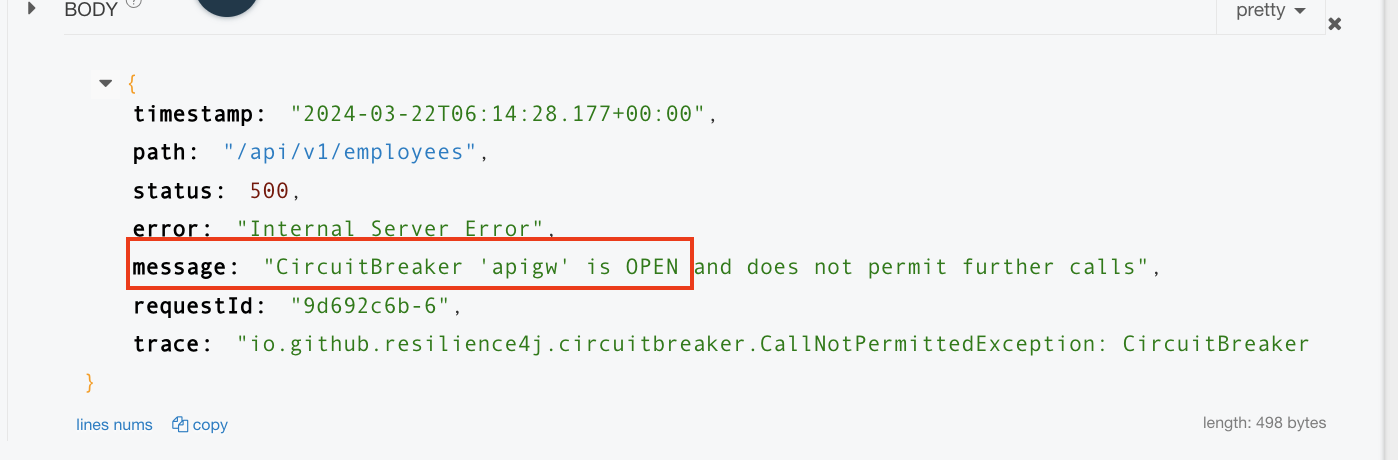 BODY ?
pretty
{
timestamp: "2024-03-22T06:14:28.177+00:00",
path: "/api/v1/employees",
status: 500,
error: "Internal Server Error",
message: "CircuitBreaker 'apigw' is OPEN and does not permit further calls",
requestId: "9d692c6b-6",
trace: "io.github.resilience4j.circuitbreaker.CallNotPermittedException: CircuitBreaker
}
lines nums copy length: 498 bytes